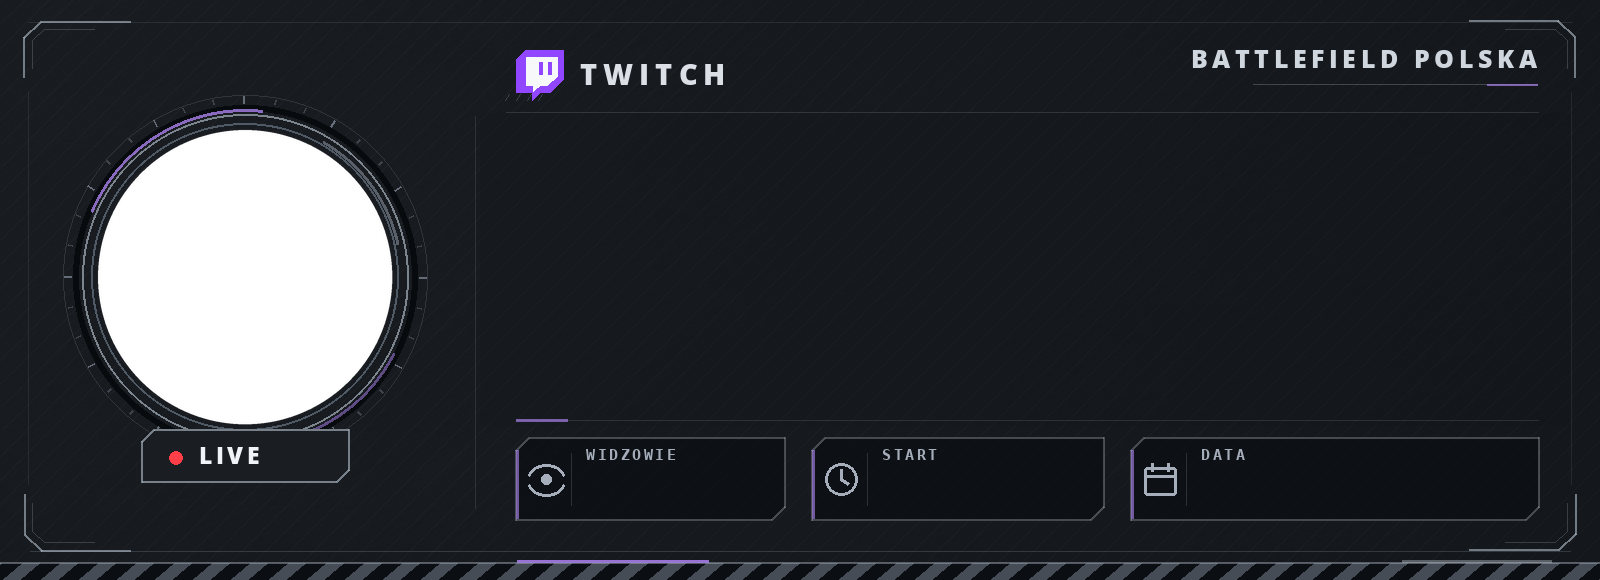 TWITCH
BATTLEFIELD POLSKA
LIVE
WIDZOWIE
START
DATA